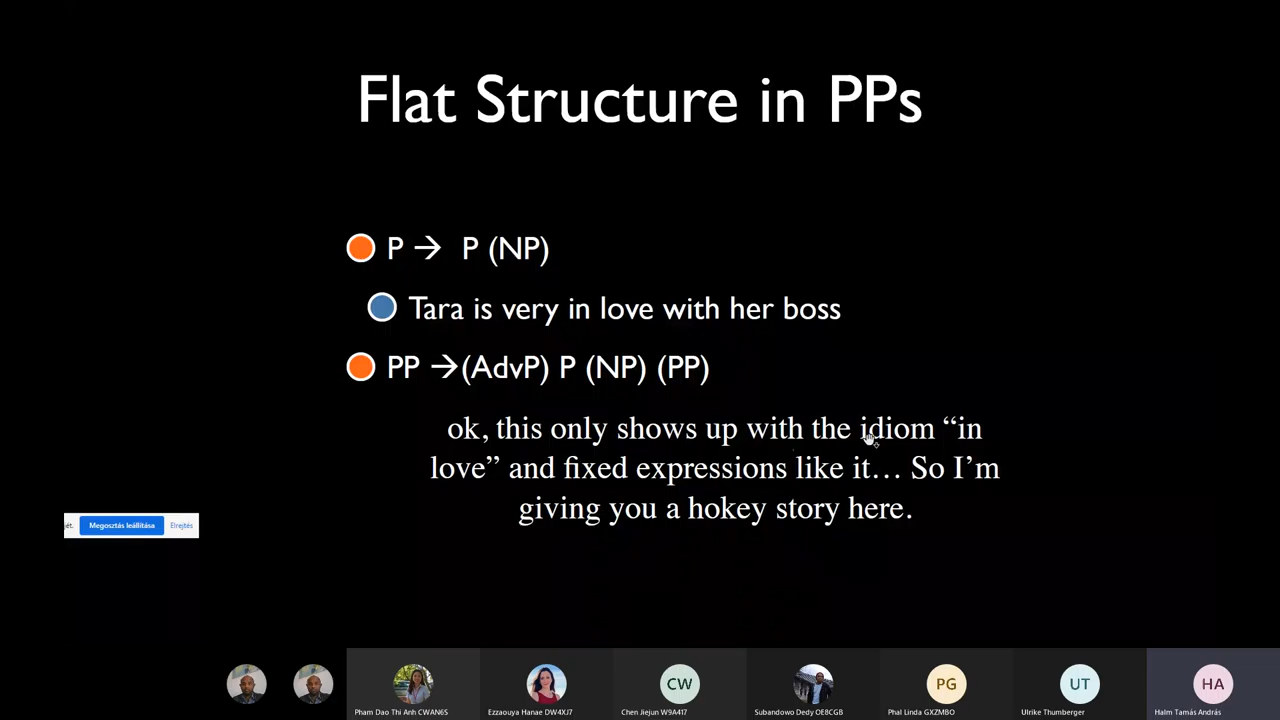 Flat Structure in PPs
P → P (NP)
Tara is very in love with her boss
PP →(AdvP) P (NP) (PP)
ok, this only shows up with the idiom “in
love” and fixed expressions like it… So I’m
giving you a hokey story here.
jét. Megosztás leállítása Elrejtés
CW PG UT HA
Pham Dao Thi Anh CWAN6S Ezzaouya Hanae DW4XJ7 Chen Jiejun W9A417 Subandowo Dedy OE8CGB Phal Linda GXZMBO Ulrike Thumberger Halm Tamás András